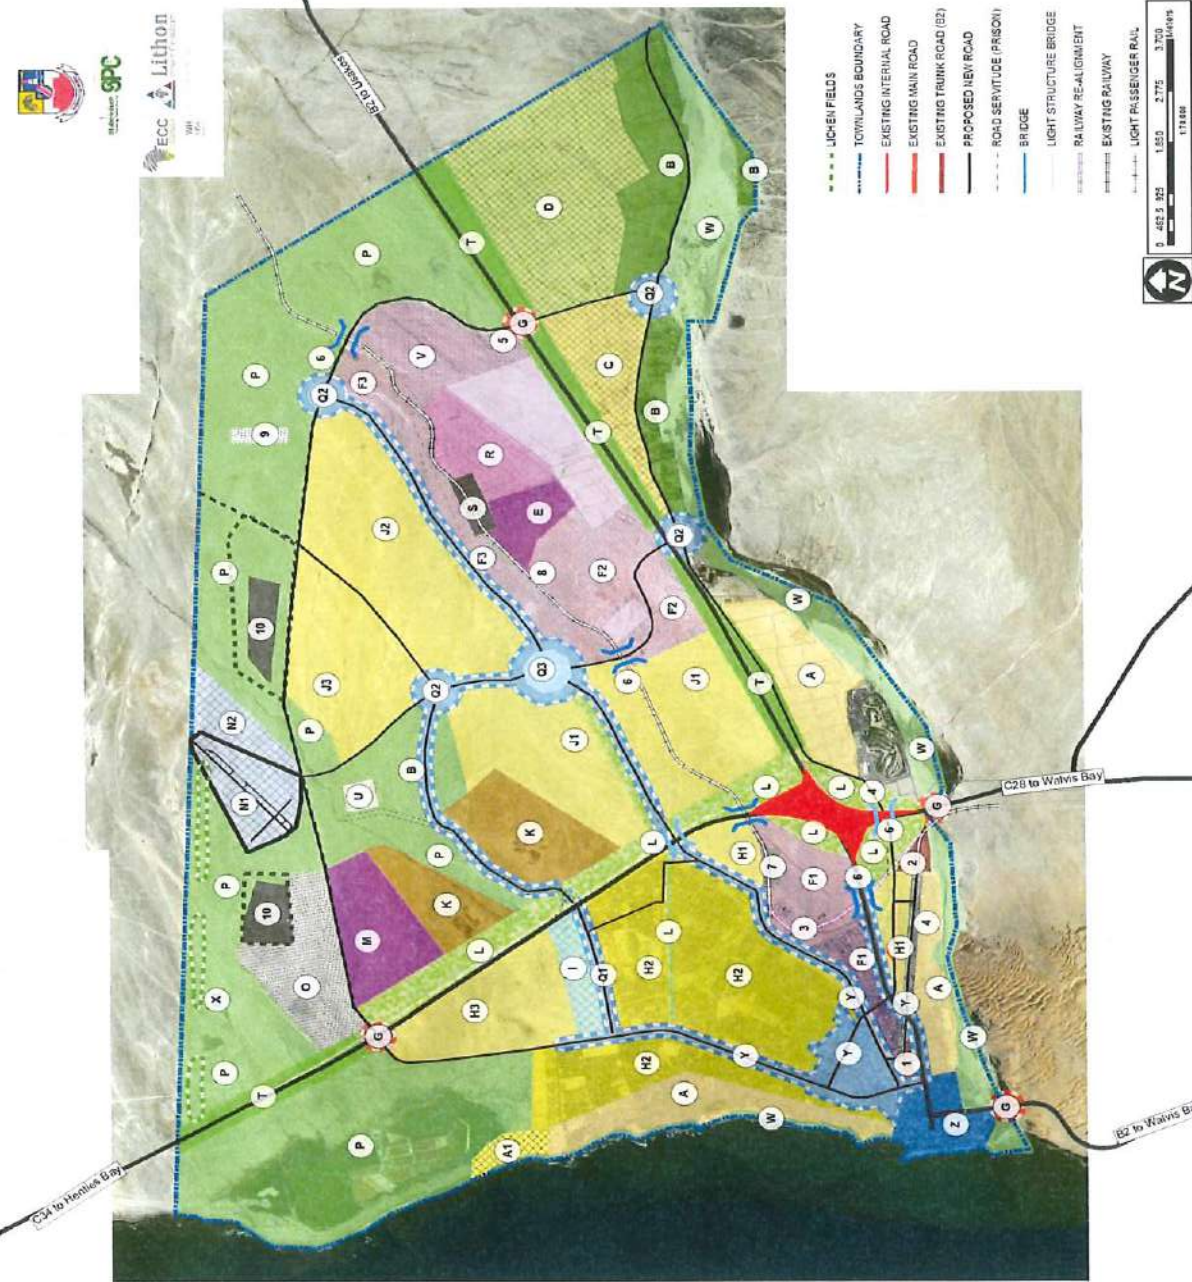 SPC
ECC
Lithon
B2 to Usakos
LICHEN FIELDS
TOWNLANDS BOUNDARY
EXISTING INTERNAL ROAD
EXISTING MAIN ROAD
EXISTING TRUNK ROAD (B2)
PROPOSED NEW ROAD
ROAD SERVITUDE (PRISON)
BRIDGE
LIGHT STRUCTURE BRIDGE
RAILWAY RE-ALIGNMENT
EXISTING RAILWAY
LIGHT PASSENGER RAIL
0 462.5 925 1,850 2,775 3,700
Meters
N
P
T
D
B
B
W
P
6
Q2
F3
V
5
G
Q2
C
T
B
9
R
S
E
J2
F3
8
F2
Q2
P
10
J3
Q2
Q3
F2
6
J1
W
N2
P
T
A
N1
B
J1
U
L
L
4
W
C28 to Walvis Bay
G
K
P
L
H1
7
L
6
L
P
10
K
F1
6
2
M
L
3
4
X
O
I
H2
L
H2
F1
H1
Q1
H3
Y
Y
A
W
P
T
G
H2
Y
Y
1
C34 to Henties Bay
P
A
W
Z
G
A1
B2 to Walvis Ba